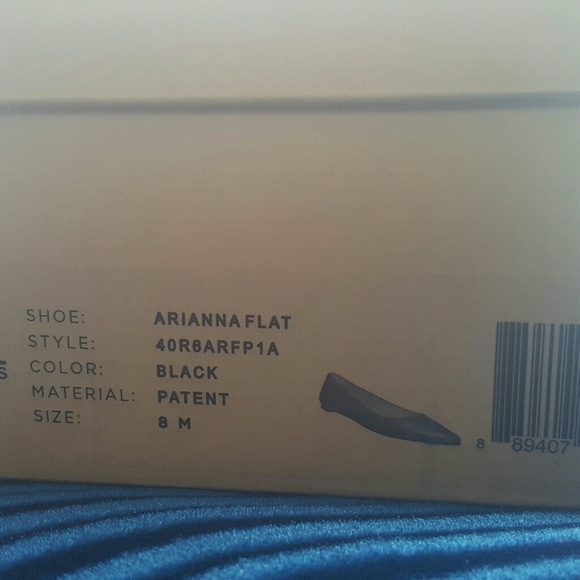 SHOE: ARIANNA FLAT
STYLE: 40R6ARFP1A
S COLOR: BLACK
MATERIAL: PATENT
SIZE: 8 M
8 89407